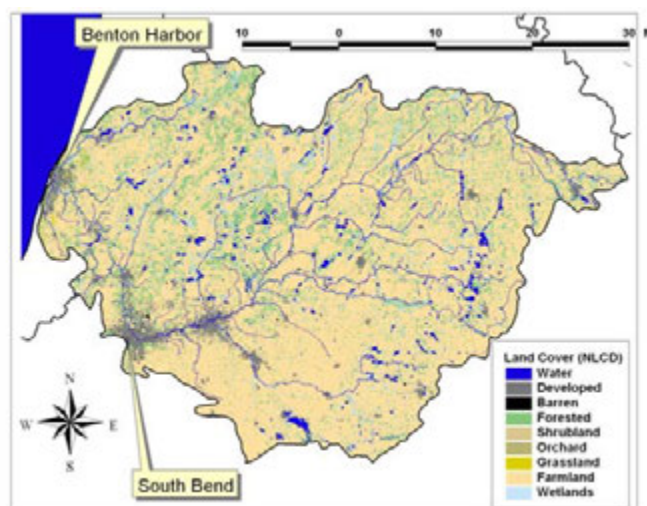 Benton Harbor
10 0 10 20 30
N
W E
S
South Bend
Land Cover (NLCD)
Water
Developed
Barren
Forested
Shrubland
Orchard
Grassland
Farmland
Wetlands